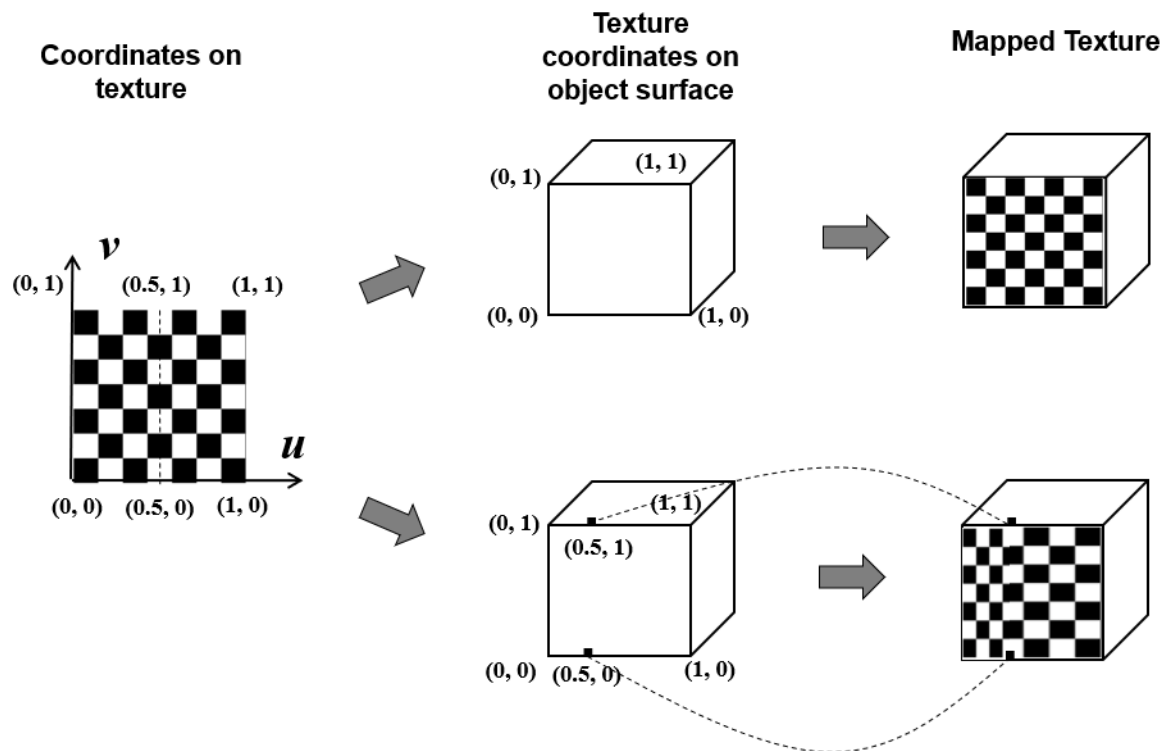 Coordinates on
texture
Texture
coordinates on
object surface
Mapped Texture
v
(0, 1)
(0.5, 1)
(1, 1)
u
(0, 0)
(0.5, 0)
(1, 0)
(0, 1)
(1, 1)
(0, 0)
(1, 0)
(0, 1)
(1, 1)
(0.5, 1)
(0, 0)
(0.5, 0)
(1, 0)